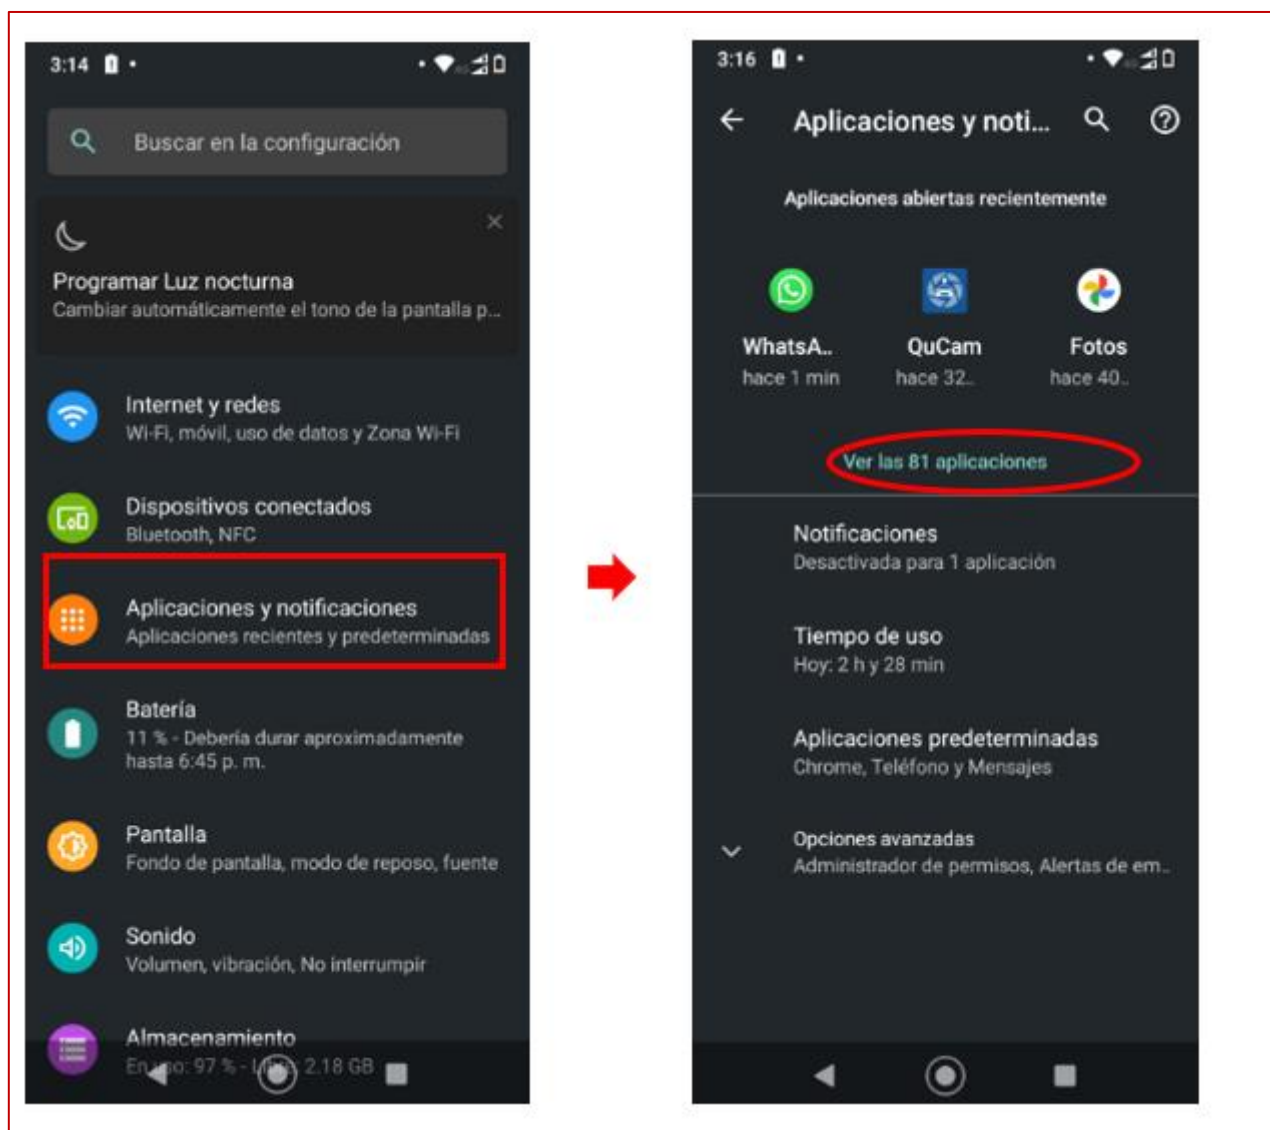 3:14
Buscar en la configuración
Programar Luz nocturna
Cambiar automáticamente el tono de la pantalla p...
Internet y redes
Wi-Fi, móvil, uso de datos y Zona Wi-Fi
Dispositivos conectados
Bluetooth, NFC
Aplicaciones y notificaciones
Aplicaciones recientes y predeterminadas
Batería
11 % - Debería durar aproximadamente
hasta 6:45 p. m.
Pantalla
Fondo de pantalla, modo de reposo, fuente
Sonido
Volumen, vibración, No interrumpir
Almacenamiento
97 % - 2.18 GB
3:16
Aplicaciones y noti...
Aplicaciones abiertas recientemente
WhatsA.. QuCam Fotos
hace 1 min hace 32.. hace 40..
Ver las 81 aplicaciones
Notificaciones
Desactivada para 1 aplicación
Tiempo de uso
Hoy: 2 h y 28 min
Aplicaciones predeterminadas
Chrome, Teléfono y Mensajes
Opciones avanzadas
Administrador de permisos, Alertas de em..